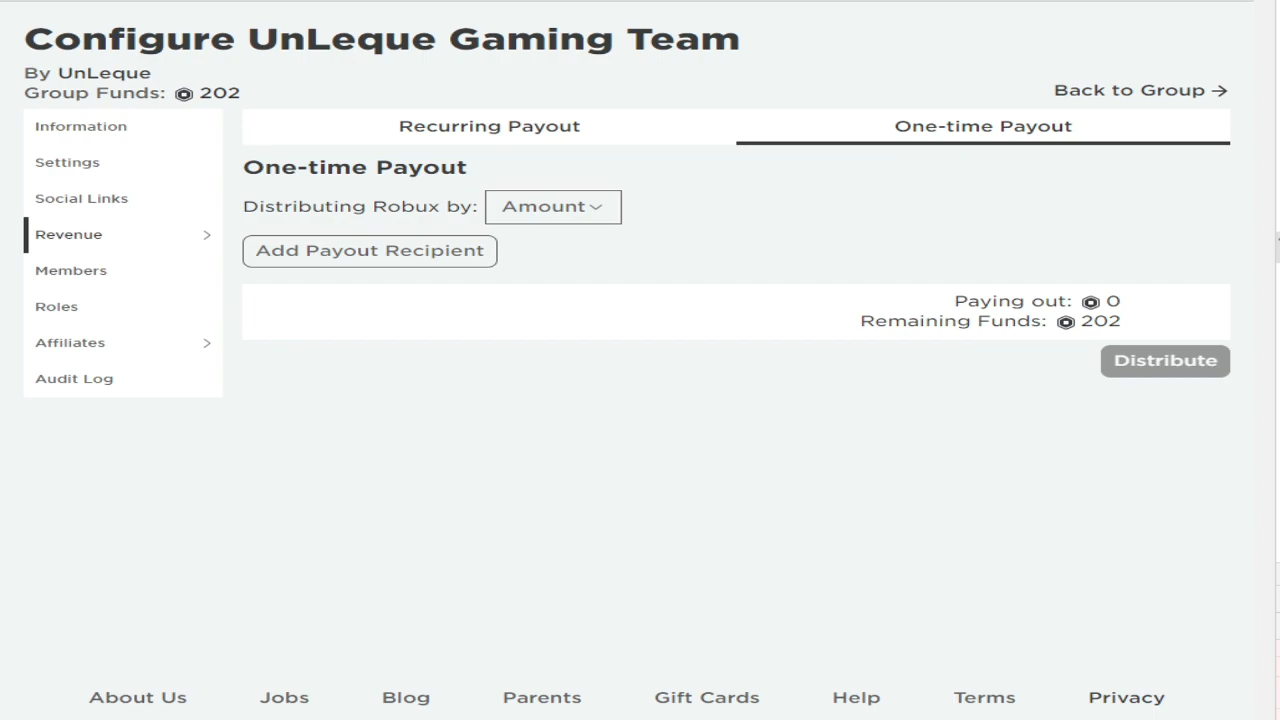 Configure UnLeque Gaming Team
By UnLeque
Group Funds: 202
Back to Group →
Information
Settings
Social Links
Revenue
Members
Roles
Affiliates
Audit Log
Recurring Payout
One-time Payout
One-time Payout
Distributing Robux by: Amount
Add Payout Recipient
Paying out: 0
Remaining Funds: 202
Distribute
About Us Jobs Blog Parents Gift Cards Help Terms Privacy